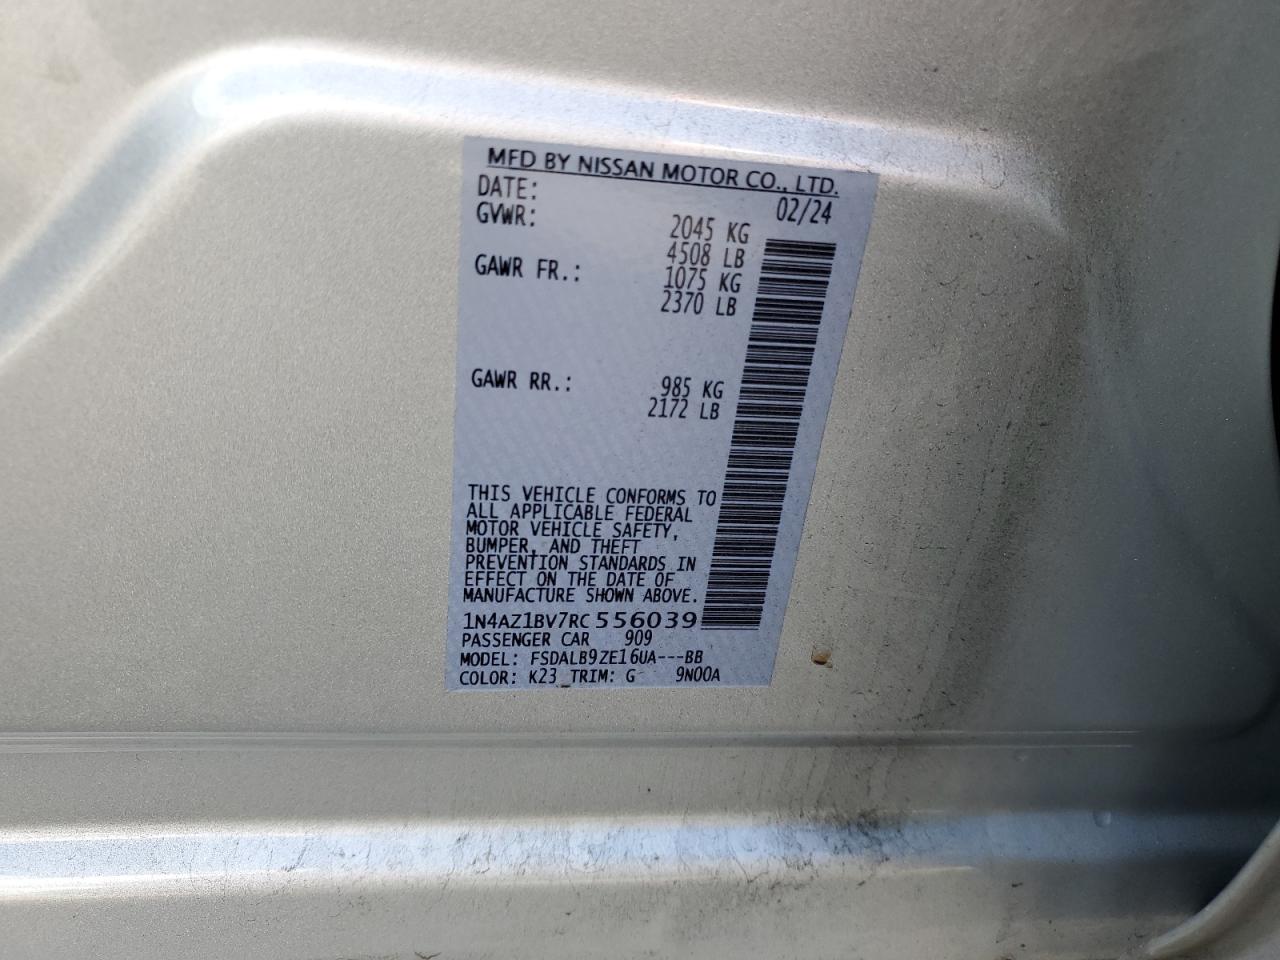 MFD BY NISSAN MOTOR CO., LTD.
DATE: 02/24
GVWR: 2045 KG
4508 LB
GAWR FR.: 1075 KG
2370 LB
GAWR RR.: 985 KG
2172 LB
THIS VEHICLE CONFORMS TO
ALL APPLICABLE FEDERAL
MOTOR VEHICLE SAFETY,
BUMPER, AND THEFT
PREVENTION STANDARDS IN
EFFECT ON THE DATE OF
MANUFACTURE SHOWN ABOVE.
1N4AZ1BV7RC556039
PASSENGER CAR 909
MODEL: FSDALB9ZE16UA---BB
COLOR: K23 TRIM: G 9N00A